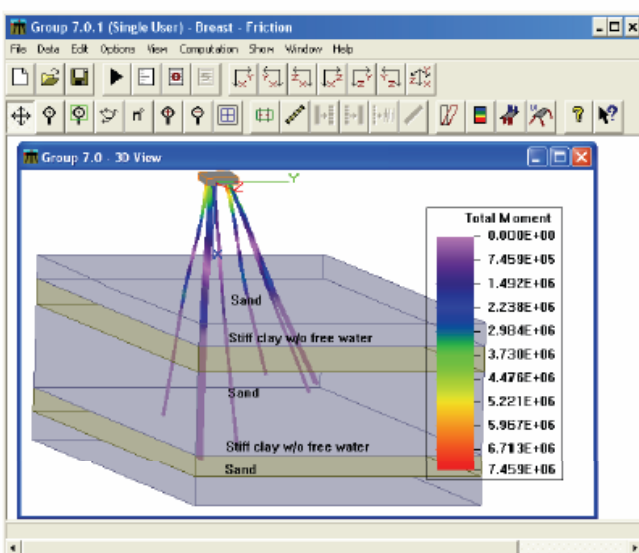 Group 7.0.1 (Single User) - Breast - Friction
File Data Edit Options View Computation Show Window Help
Group 7.0 - 3D View
Y
Z
X
Total Moment
0.000E+00
7.459E+05
1.492E+06
2.238E+06
2.984E+06
3.730E+06
4.476E+06
5.221E+06
5.967E+06
6.713E+06
7.459E+06
Sand
Stiff clay w/o free water
Sand
Stiff clay w/o free water
Sand